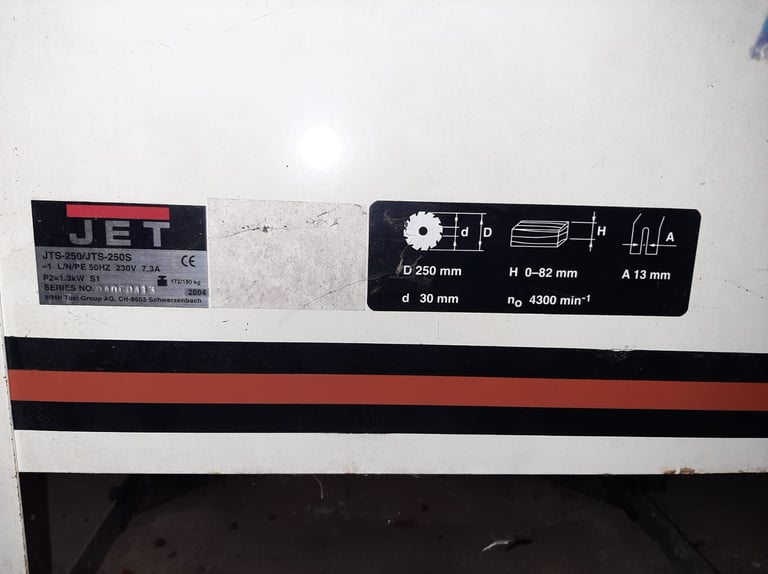 JET
JTS-250/JTS-250S
~1 L/N/PE 50HZ 230V 7.3A
P2=1.3kW S1
172/190 kg
SERIES NO.
2004
WMH Tool Group AG, CH-8603 Schwerzenbach
CE
d D
H
A
D 250 mm
H 0–82 mm
A 13 mm
d 30 mm
n₀ 4300 min⁻¹